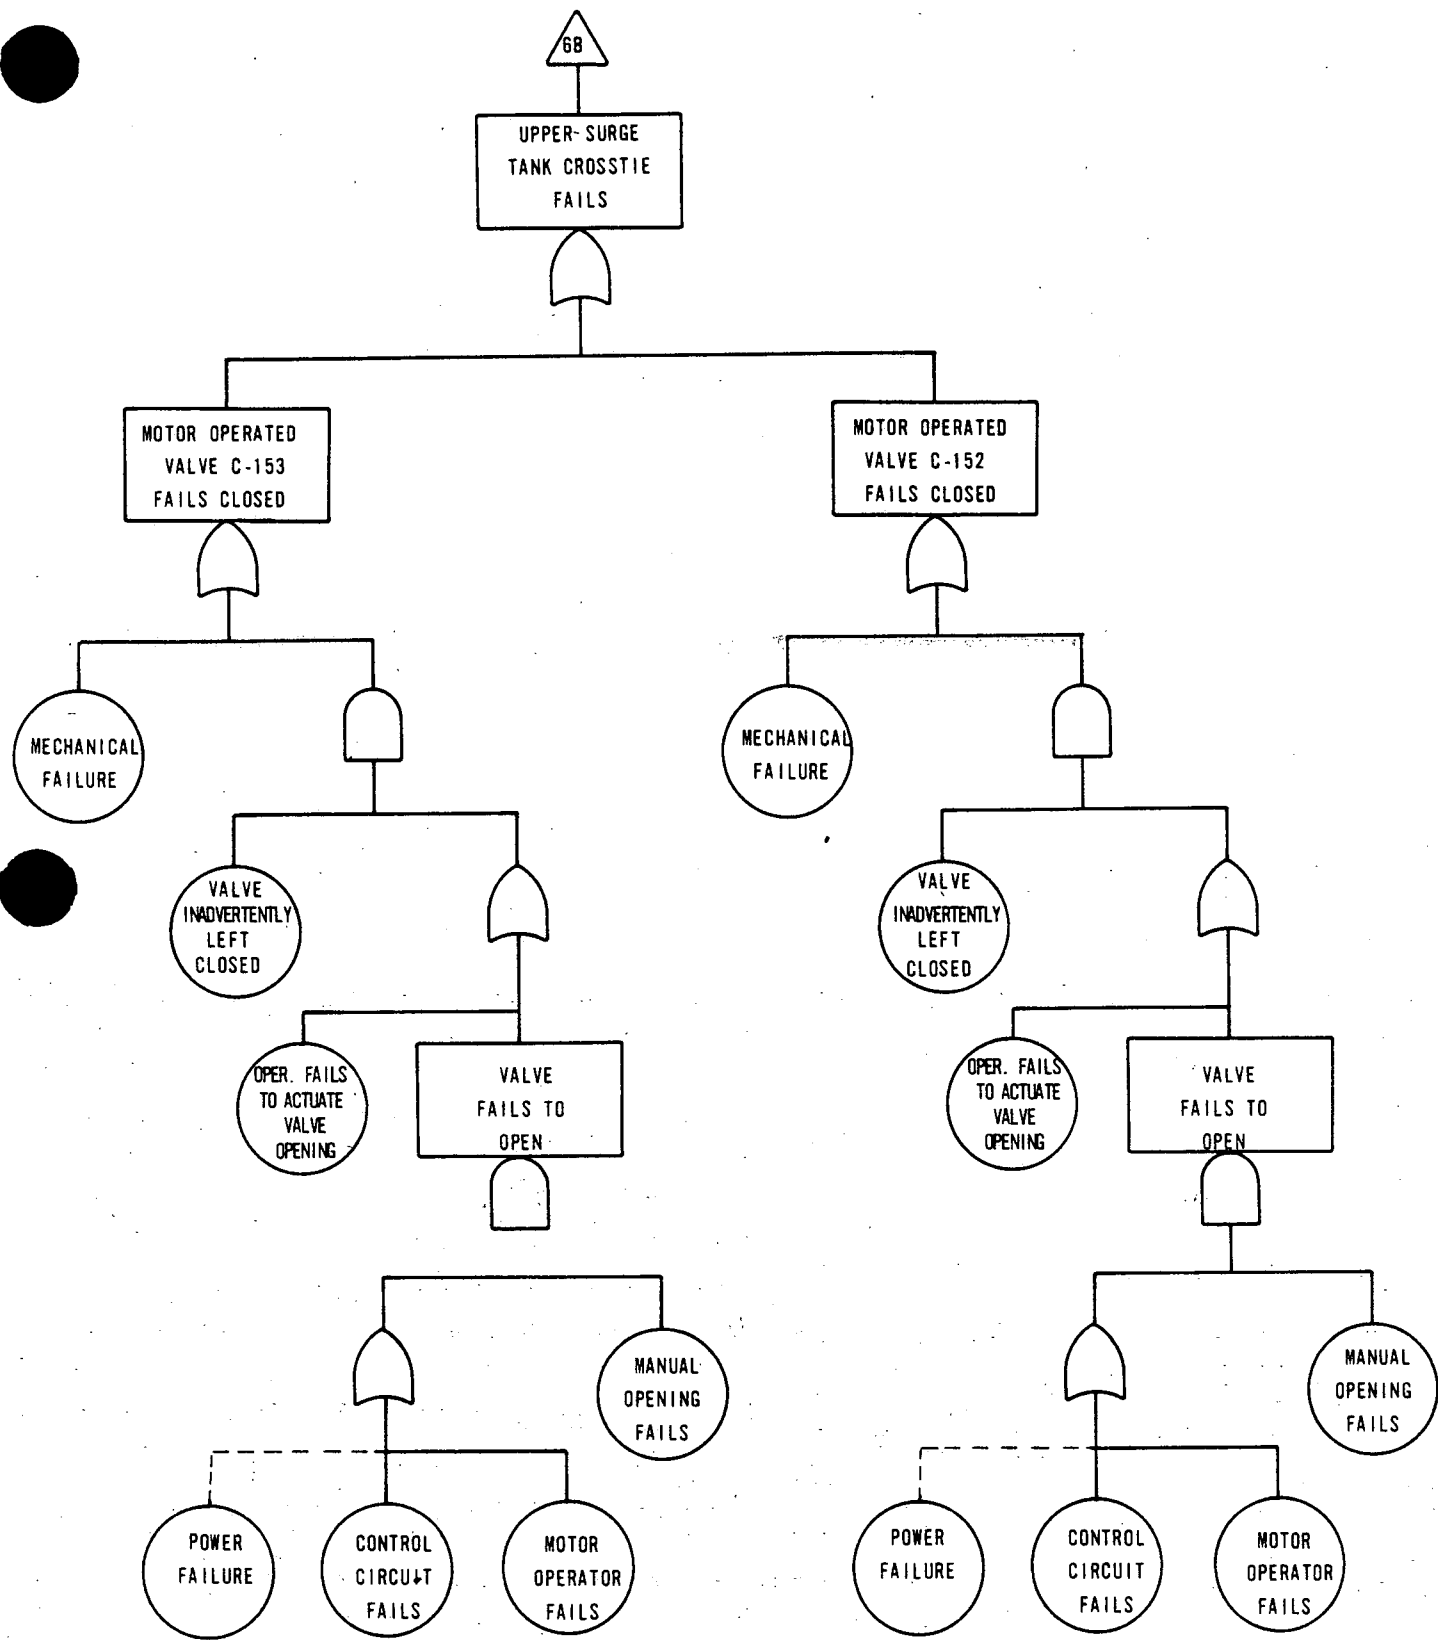 6B
UPPER-SURGE
TANK CROSSTIE
FAILS
MOTOR OPERATED
VALVE C-153
FAILS CLOSED
MOTOR OPERATED
VALVE C-152
FAILS CLOSED
MECHANICAL
FAILURE
MECHANICAL
FAILURE
VALVE
INADVERTENTLY
LEFT
CLOSED
VALVE
INADVERTENTLY
LEFT
CLOSED
OPER. FAILS
TO ACTUATE
VALVE
OPENING
VALVE
FAILS TO
OPEN
OPER. FAILS
TO ACTUATE
VALVE
OPENING
VALVE
FAILS TO
OPEN
MANUAL
OPENING
FAILS
MANUAL
OPENING
FAILS
POWER
FAILURE
CONTROL
CIRCUIT
FAILS
MOTOR
OPERATOR
FAILS
POWER
FAILURE
CONTROL
CIRCUIT
FAILS
MOTOR
OPERATOR
FAILS